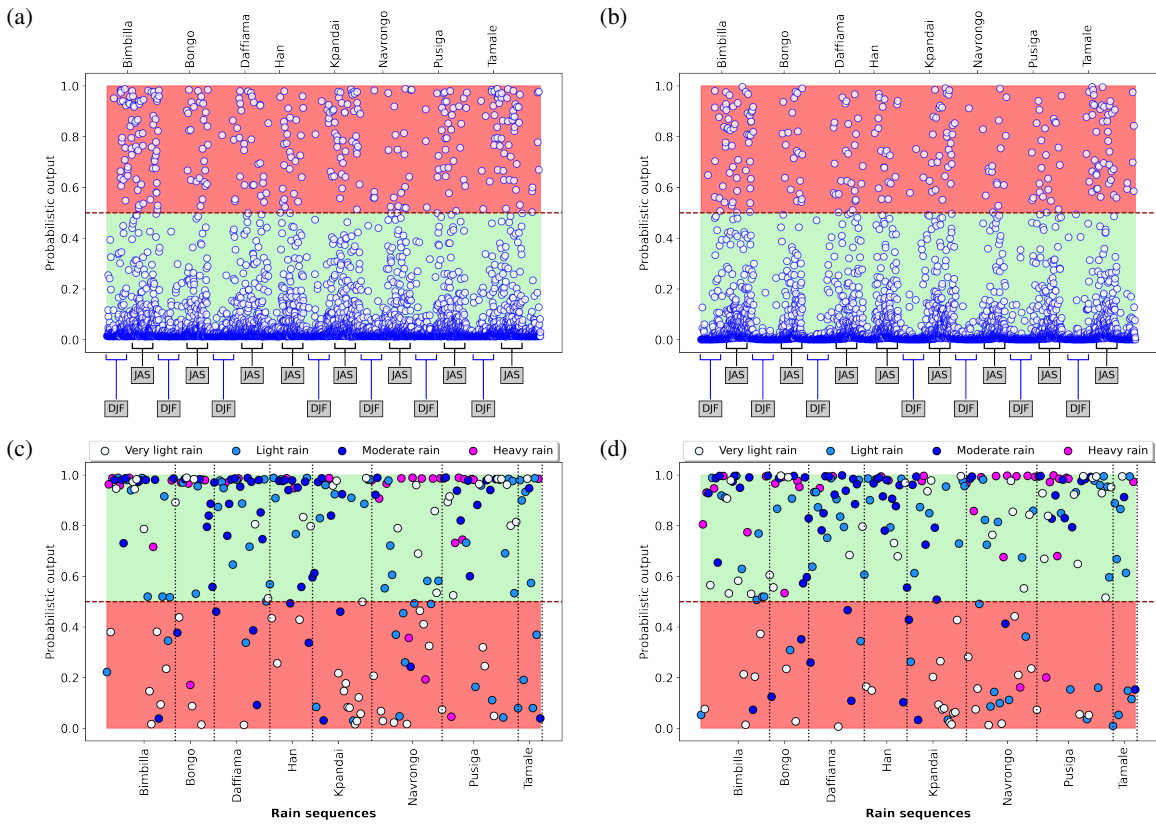 (a)
Bimbilla
Bongo
Daffiama
Han
Kpandai
Navrongo
Pusiga
Tamale
Probabilistic output
1.0
0.8
0.6
0.4
0.2
0.0
JAS JAS JAS JAS JAS JAS JAS JAS
DJF DJF DJF DJF DJF DJF DJF
(b)
Bimbilla
Bongo
Daffiama
Han
Kpandai
Navrongo
Pusiga
Tamale
Probabilistic output
1.0
0.8
0.6
0.4
0.2
0.0
JAS JAS JAS JAS JAS JAS JAS JAS
DJF DJF DJF DJF DJF DJF DJF
(c)
Very light rain Light rain Moderate rain Heavy rain
Probabilistic output
1.0
0.8
0.6
0.4
0.2
0.0
Bimbilla
Bongo
Daffiama
Han
Kpandai
Navrongo
Pusiga
Tamale
Rain sequences
(d)
Very light rain Light rain Moderate rain Heavy rain
Probabilistic output
1.0
0.8
0.6
0.4
0.2
0.0
Bimbilla
Bongo
Daffiama
Han
Kpandai
Navrongo
Pusiga
Tamale
Rain sequences